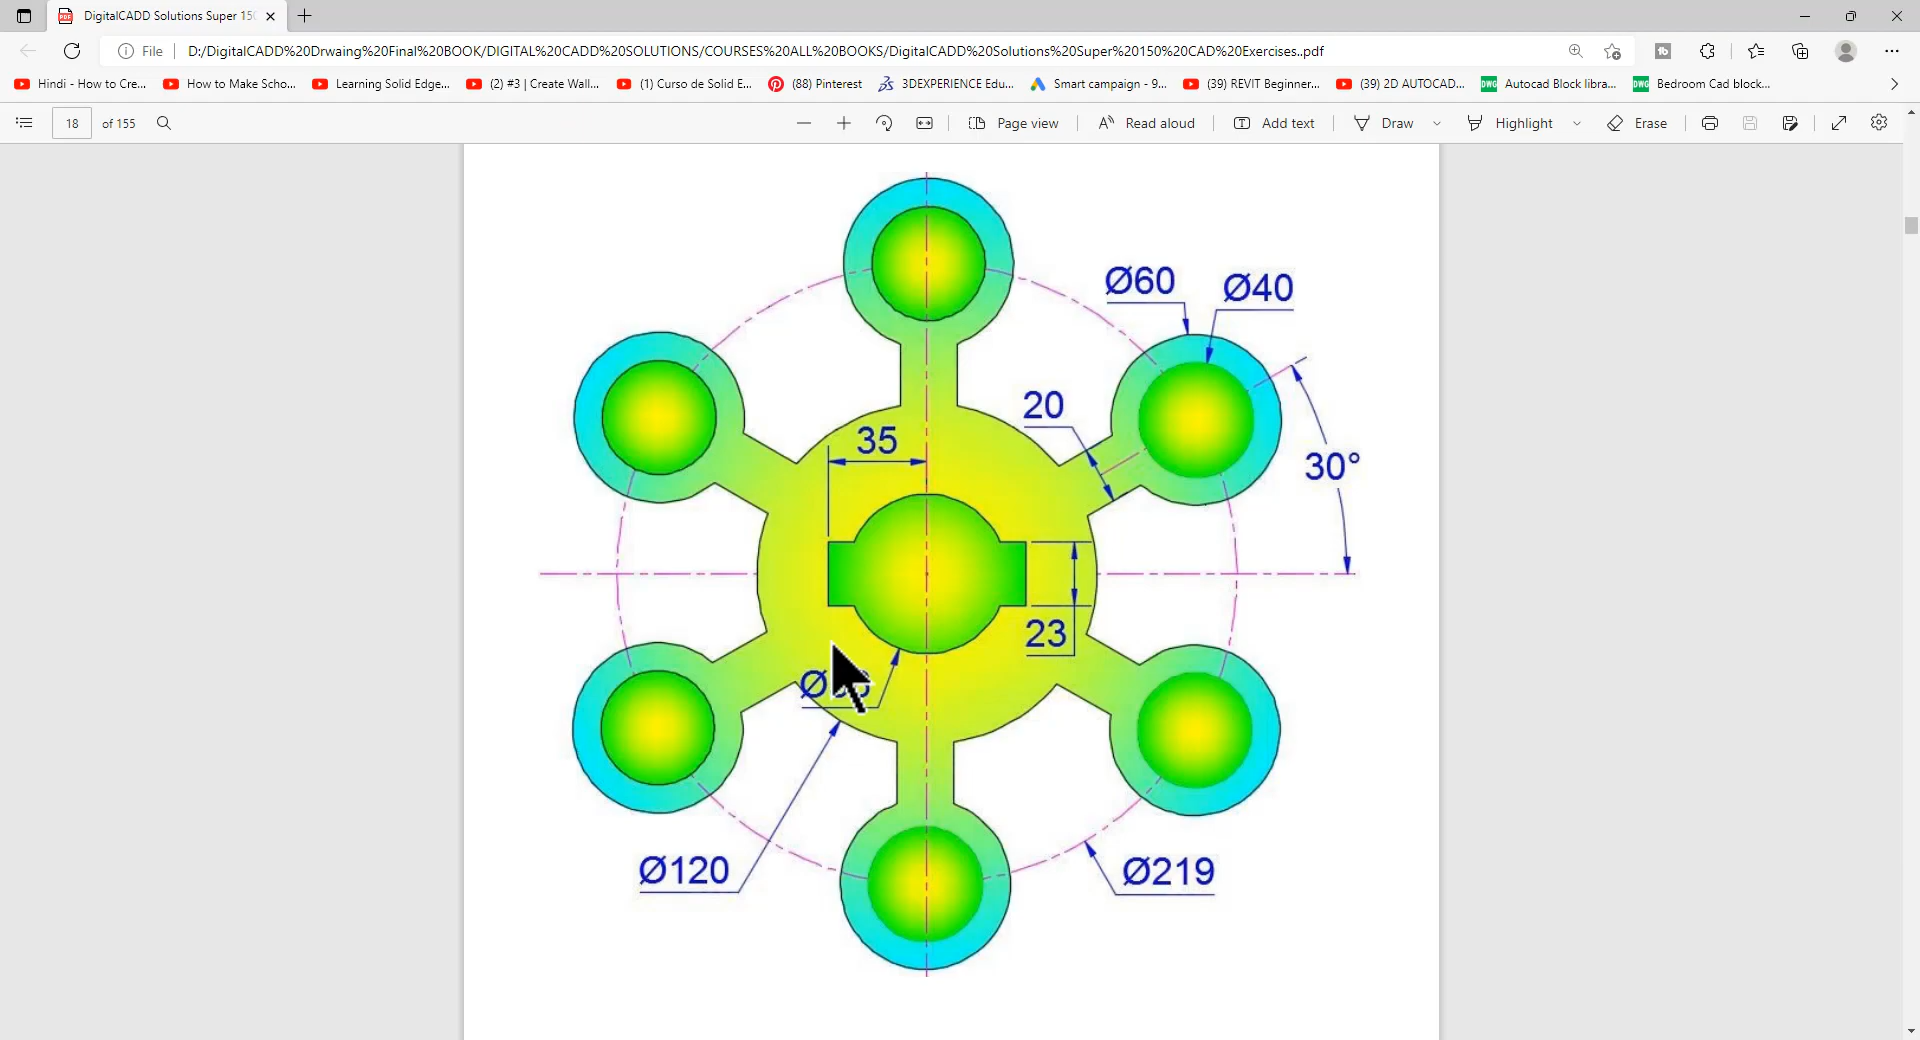 DigitalCADD Solutions Super 150
File
D:/DigitalCADD%20Drwaing%20Final%20BOOK/DIGITAL%20CADD%20SOLUTIONS/COURSES%20ALL%20BOOKS/DigitalCADD%20Solutions%20Super%20150%20CAD%20Exercises..pdf
Hindi - How to Cre...
How to Make Scho...
Learning Solid Edge...
(2) #3 | Create Wall...
(1) Curso de Solid E...
(88) Pinterest
3DEXPERIENCE Edu...
Smart campaign - 9...
(39) REVIT Beginner...
(39) 2D AUTOCAD...
DWG Autocad Block libra...
DWG Bedroom Cad block...
18 of 155
Page view
Read aloud
Add text
Draw
Highlight
Erase
Ø60
Ø40
20
35
30°
23
Ø120
Ø219